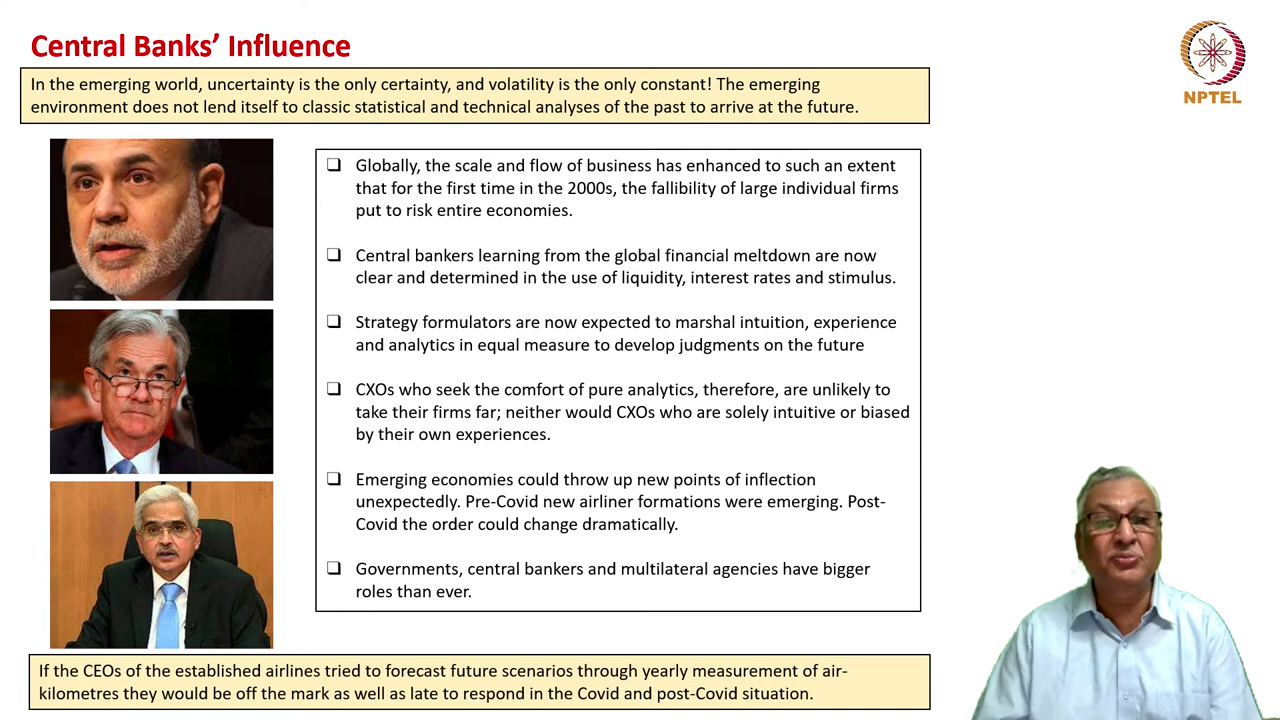 Central Banks’ Influence
In the emerging world, uncertainty is the only certainty, and volatility is the only constant! The emerging
environment does not lend itself to classic statistical and technical analyses of the past to arrive at the future.
NPTEL
❑ Globally, the scale and flow of business has enhanced to such an extent
that for the first time in the 2000s, the fallibility of large individual firms
put to risk entire economies.
❑ Central bankers learning from the global financial meltdown are now
clear and determined in the use of liquidity, interest rates and stimulus.
❑ Strategy formulators are now expected to marshal intuition, experience
and analytics in equal measure to develop judgments on the future
❑ CXOs who seek the comfort of pure analytics, therefore, are unlikely to
take their firms far; neither would CXOs who are solely intuitive or biased
by their own experiences.
❑ Emerging economies could throw up new points of inflection
unexpectedly. Pre-Covid new airliner formations were emerging. Post-
Covid the order could change dramatically.
❑ Governments, central bankers and multilateral agencies have bigger
roles than ever.
If the CEOs of the established airlines tried to forecast future scenarios through yearly measurement of air-
kilometres they would be off the mark as well as late to respond in the Covid and post-Covid situation.